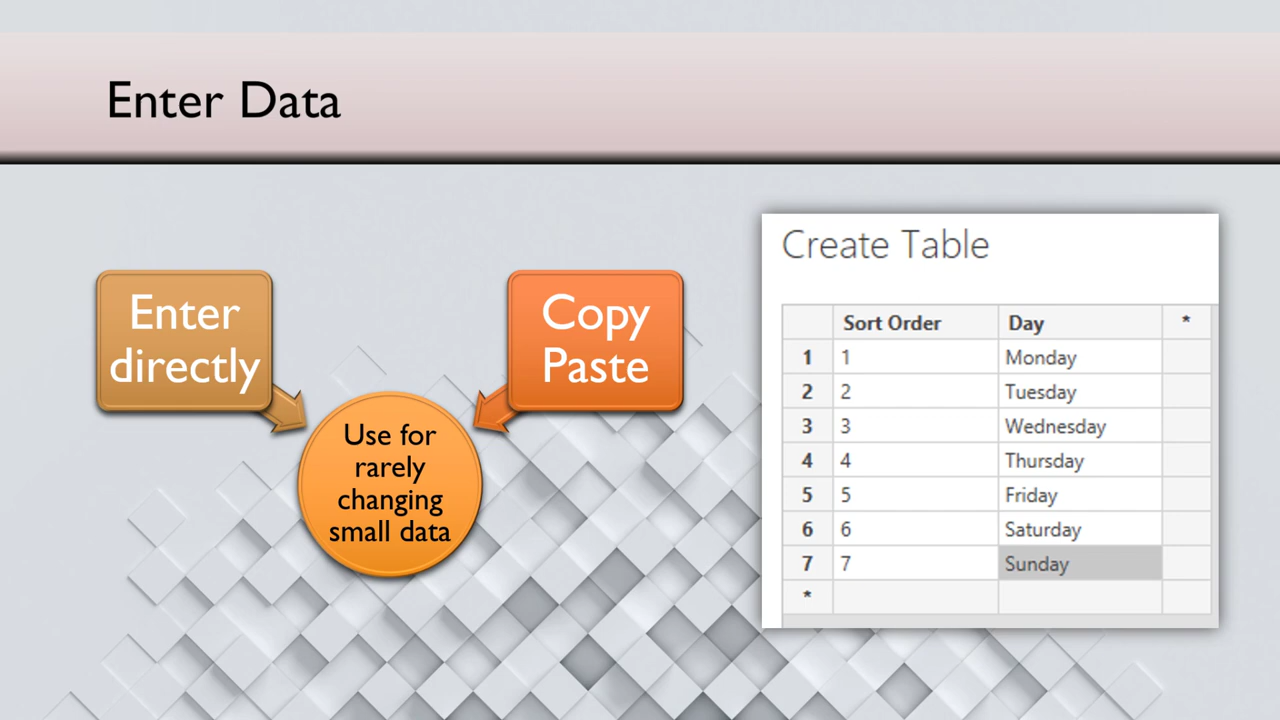 Enter Data
Enter
directly
Copy
Paste
Use for
rarely
changing
small data
Create Table
Sort Order Day *
1 1 Monday
2 2 Tuesday
3 3 Wednesday
4 4 Thursday
5 5 Friday
6 6 Saturday
7 7 Sunday
*